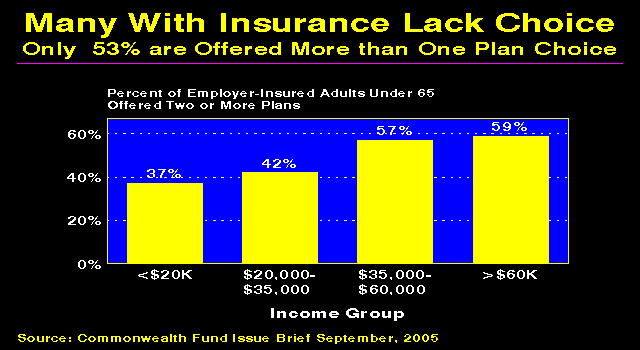 Many With Insurance Lack Choice
Only 53% are Offered More than One Plan Choice
Percent of Employer-Insured Adults Under 65
Offered Two or More Plans
60%
40%
20%
0%
37%
42%
57%
59%
<$20K
$20,000-
$35,000
$35,000-
$60,000
>$60K
Income Group
Source: Commonwealth Fund Issue Brief September, 2005